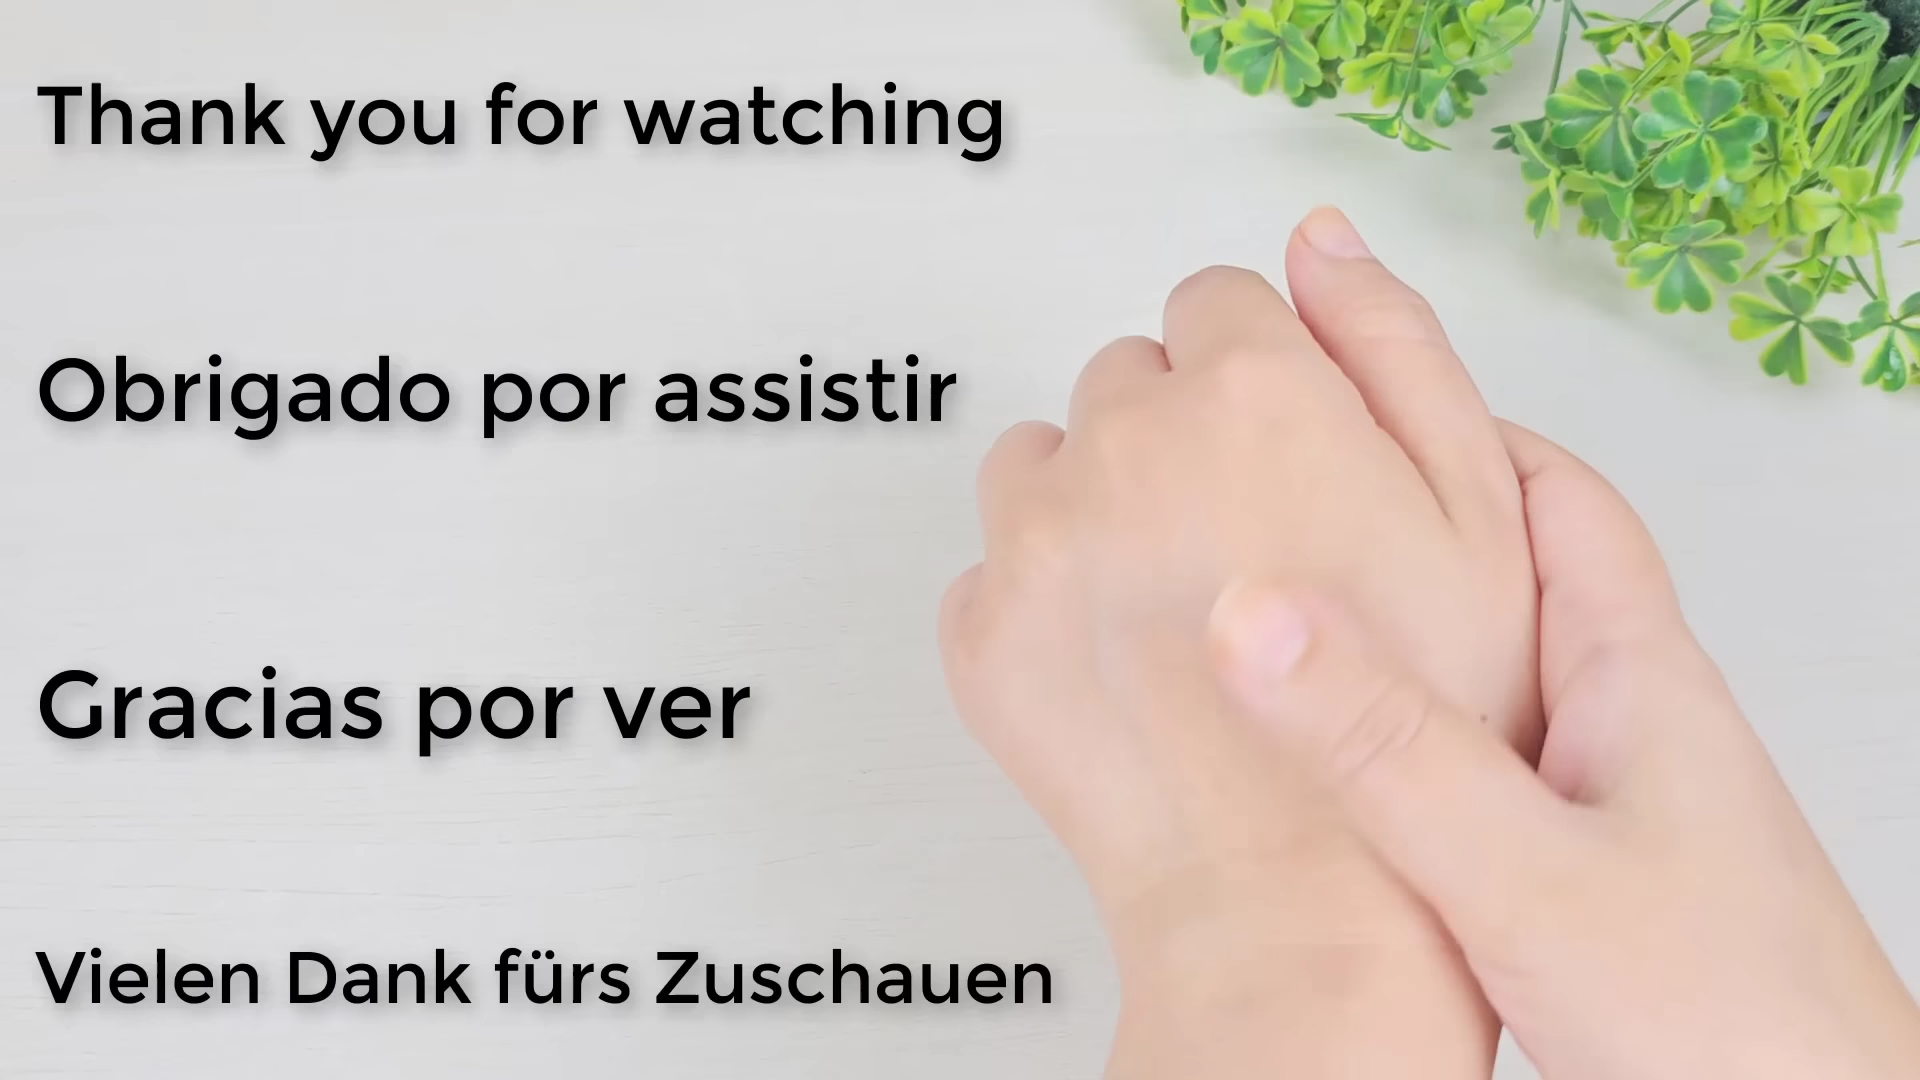 Thank you for watching
Obrigado por assistir
Gracias por ver
Vielen Dank fürs Zuschauen